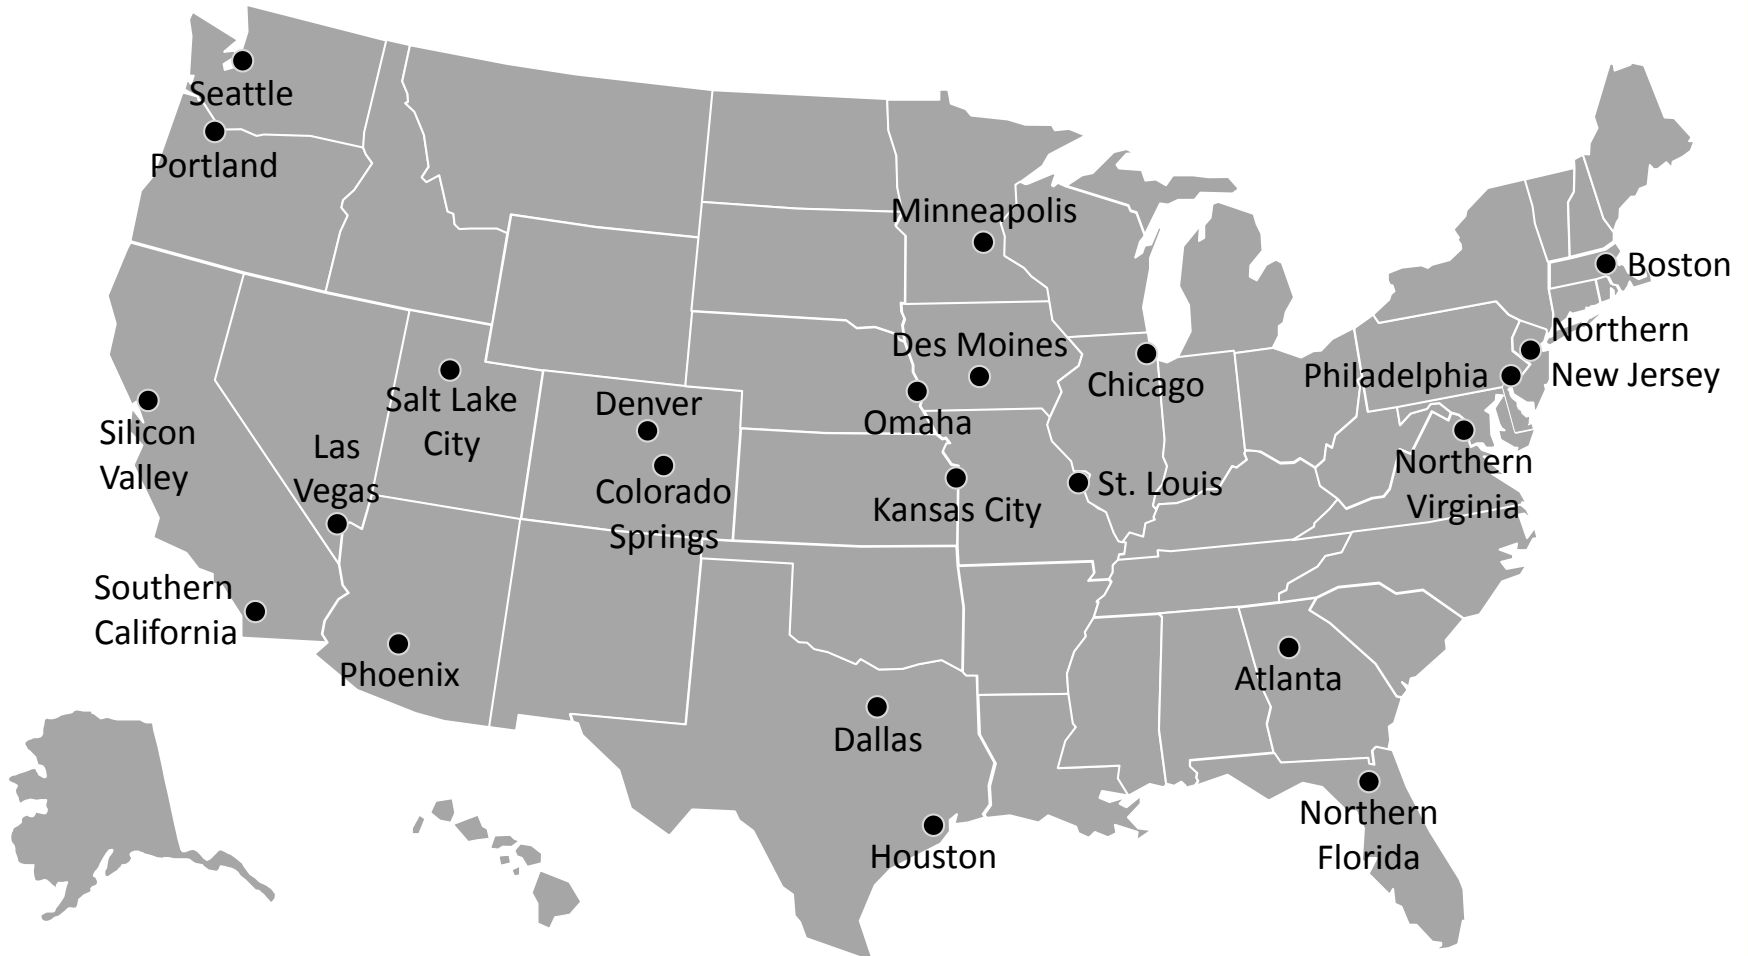 Seattle
Portland
Minneapolis
Boston
Northern
New Jersey
Des Moines
Philadelphia
Chicago
Salt Lake
City
Denver
Omaha
Silicon
Valley
Las
Vegas
Colorado
Springs
Kansas City
St. Louis
Northern
Virginia
Southern
California
Phoenix
Atlanta
Dallas
Northern
Florida
Houston